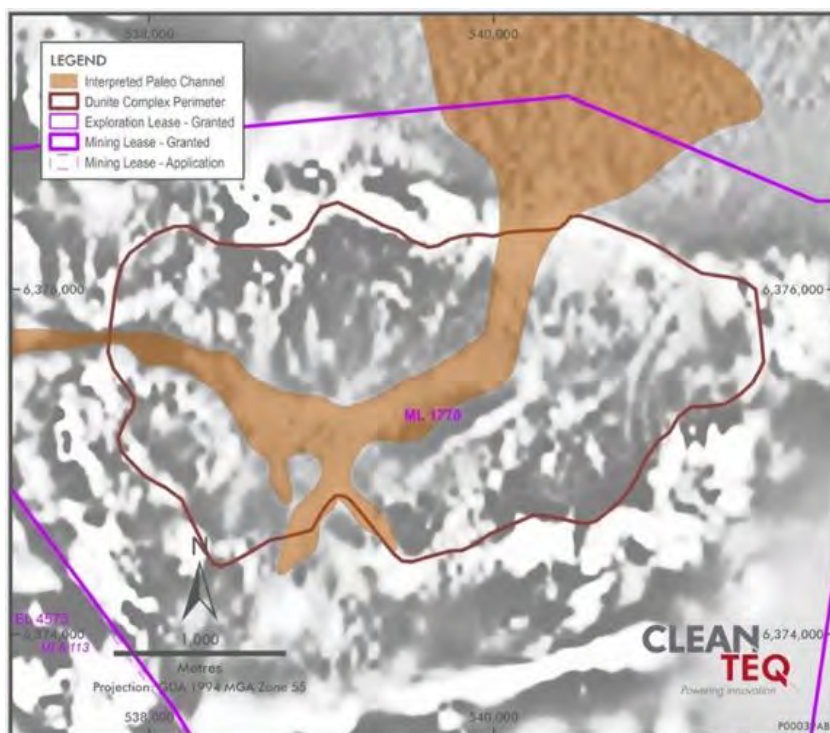 538,000
540,000
LEGEND
Interpreted Paleo Channel
Dunite Complex Perimeter
Exploration Lease - Granted
Mining Lease - Granted
Mining Lease - Application
6,376,000
6,376,000
ML 1770
N
EL 4573
6,374,000
1,000
6,374,000
Metres
Projection: GDA 1994 MGA Zone 55
CLEAN
TEQ
Powering innovation
538,000
540,000